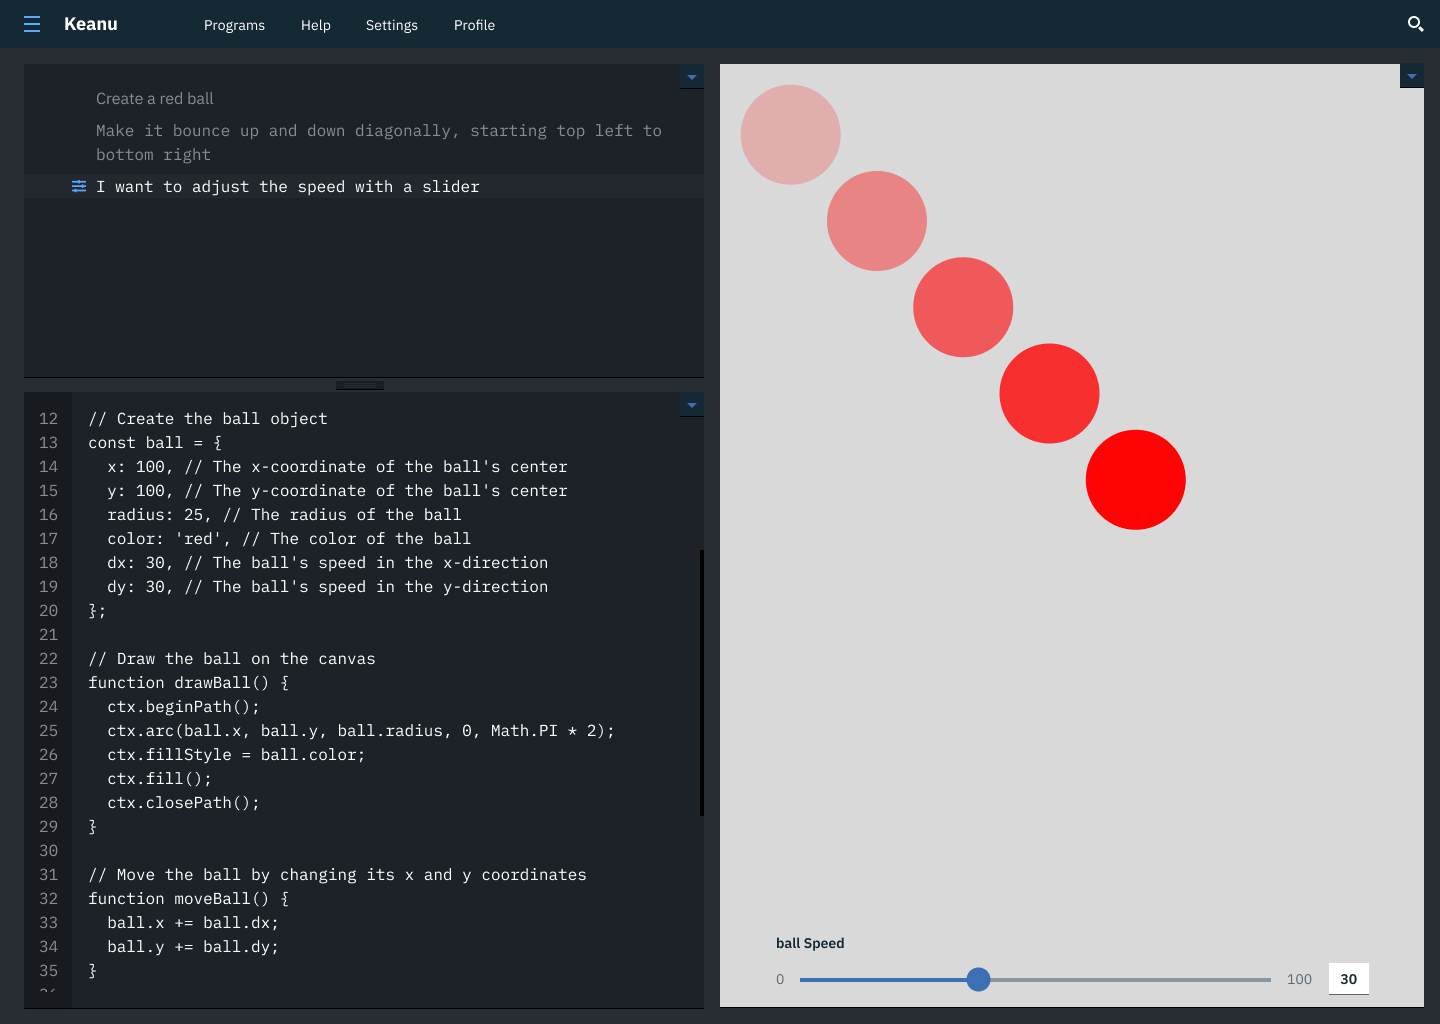 Keanu
Programs
Help
Settings
Profile
Create a red ball
Make it bounce up and down diagonally, starting top left to
bottom right
I want to adjust the speed with a slider
12 // Create the ball object
13 const ball = {
14 x: 100, // The x-coordinate of the ball's center
15 y: 100, // The y-coordinate of the ball's center
16 radius: 25, // The radius of the ball
17 color: 'red', // The color of the ball
18 dx: 30, // The ball's speed in the x-direction
19 dy: 30, // The ball's speed in the y-direction
20 };
21
22 // Draw the ball on the canvas
23 function drawBall() {
24 ctx.beginPath();
25 ctx.arc(ball.x, ball.y, ball.radius, 0, Math.PI * 2);
26 ctx.fillStyle = ball.color;
27 ctx.fill();
28 ctx.closePath();
29 }
30
31 // Move the ball by changing its x and y coordinates
32 function moveBall() {
33 ball.x += ball.dx;
34 ball.y += ball.dy;
35 }
ball Speed
0
100
30